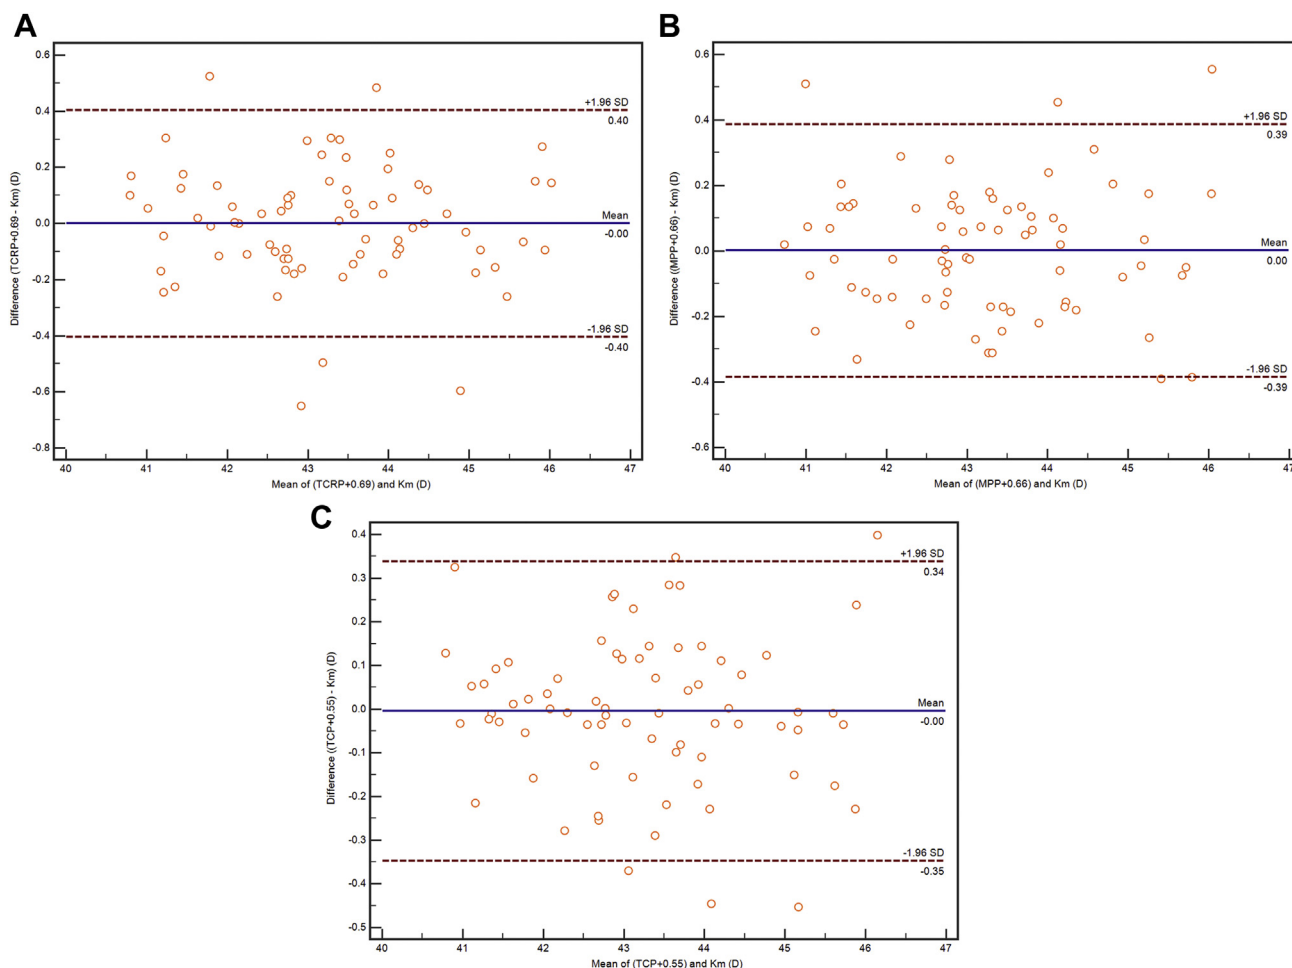 A
0.6
0.4
0.2
0.0
-0.2
-0.4
-0.6
-0.8
Difference (TCRP+0.69 - Km) (D)
+1.96 SD
0.40
Mean
-0.00
-1.96 SD
-0.40
40 41 42 43 44 45 46 47
Mean of (TCRP+0.69) and Km (D)
B
0.6
0.4
0.2
0.0
-0.2
-0.4
-0.6
Difference ((MPP+0.66) - Km) (D)
+1.96 SD
0.39
Mean
0.00
-1.96 SD
-0.39
40 41 42 43 44 45 46 47
Mean of (MPP+0.66) and Km (D)
C
0.4
0.3
0.2
0.1
0.0
-0.1
-0.2
-0.3
-0.4
-0.5
Difference ((TCP+0.55) - Km) (D)
+1.96 SD
0.34
Mean
-0.00
-1.96 SD
-0.35
40 41 42 43 44 45 46 47
Mean of (TCP+0.55) and Km (D)